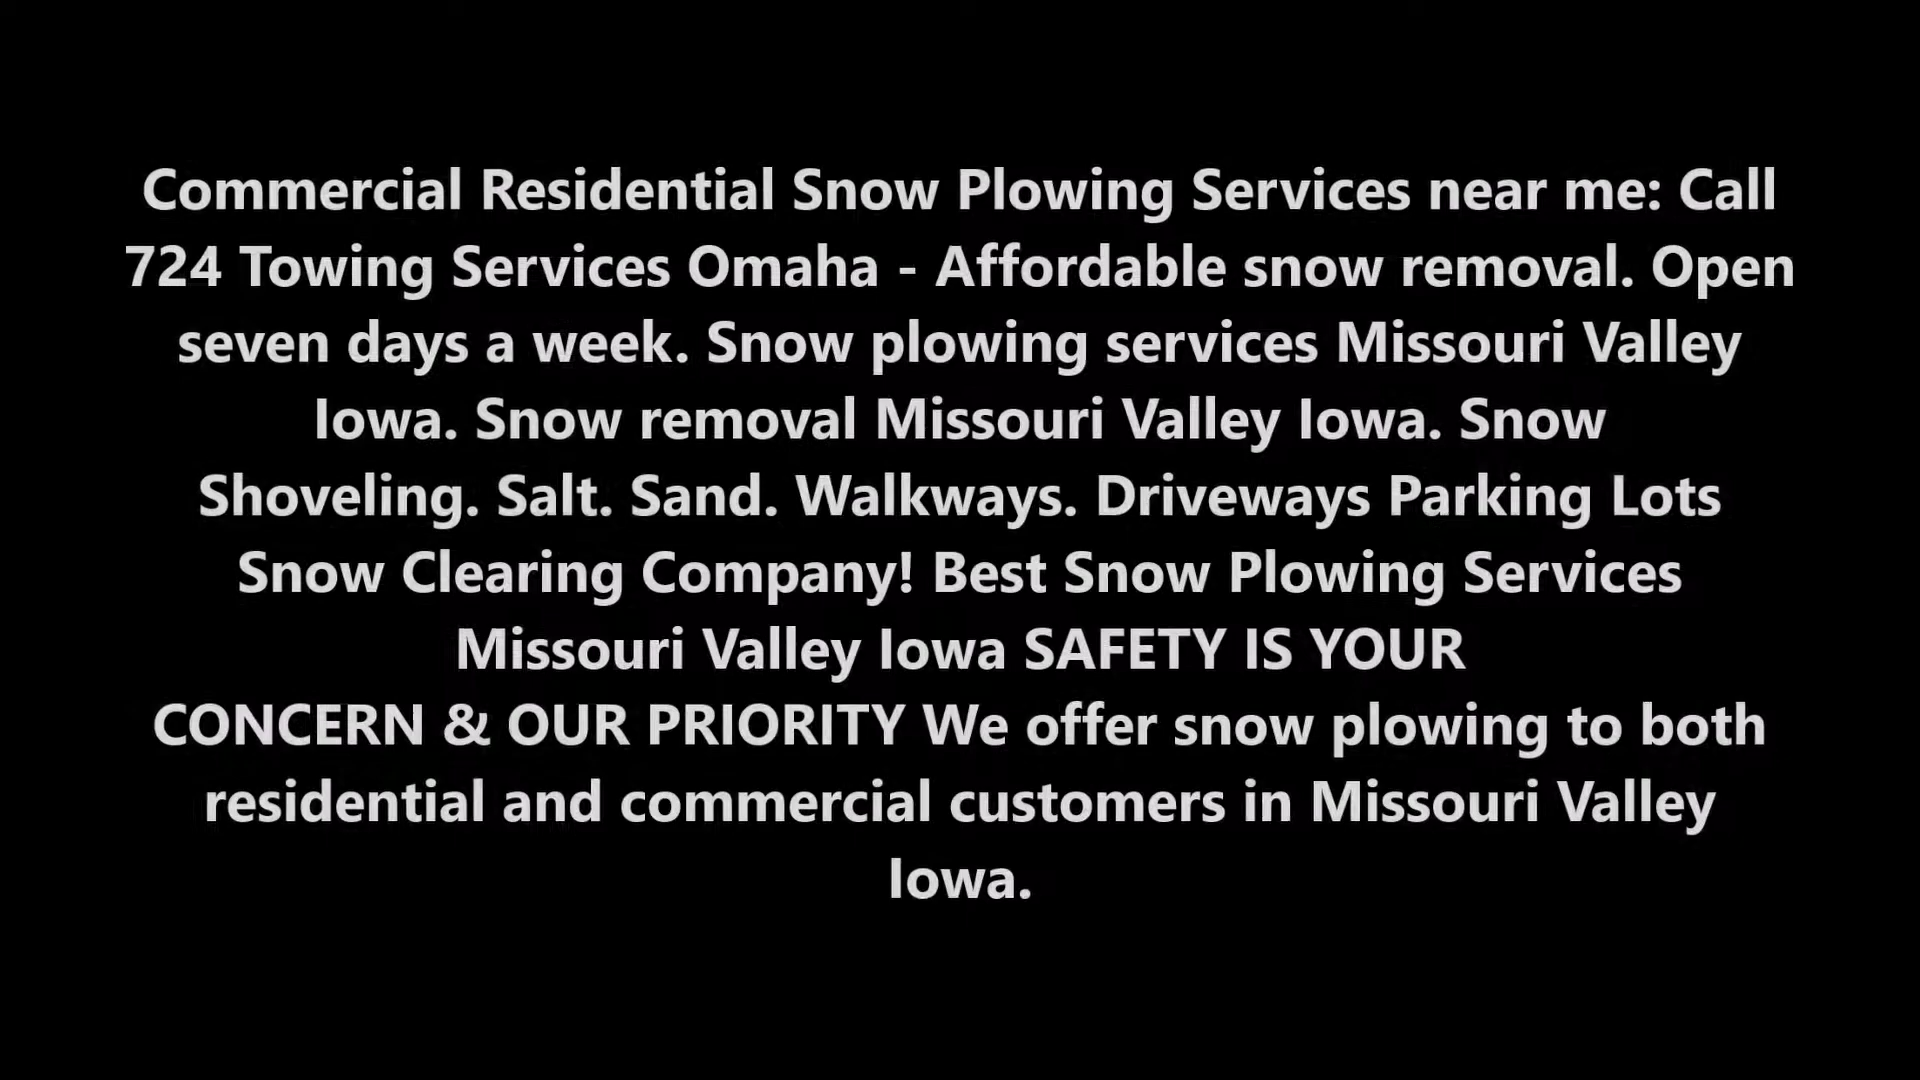 Commercial Residential Snow Plowing Services near me: Call
724 Towing Services Omaha - Affordable snow removal. Open
seven days a week. Snow plowing services Missouri Valley
Iowa. Snow removal Missouri Valley Iowa. Snow
Shoveling. Salt. Sand. Walkways. Driveways Parking Lots
Snow Clearing Company! Best Snow Plowing Services
Missouri Valley Iowa SAFETY IS YOUR
CONCERN & OUR PRIORITY We offer snow plowing to both
residential and commercial customers in Missouri Valley
Iowa.